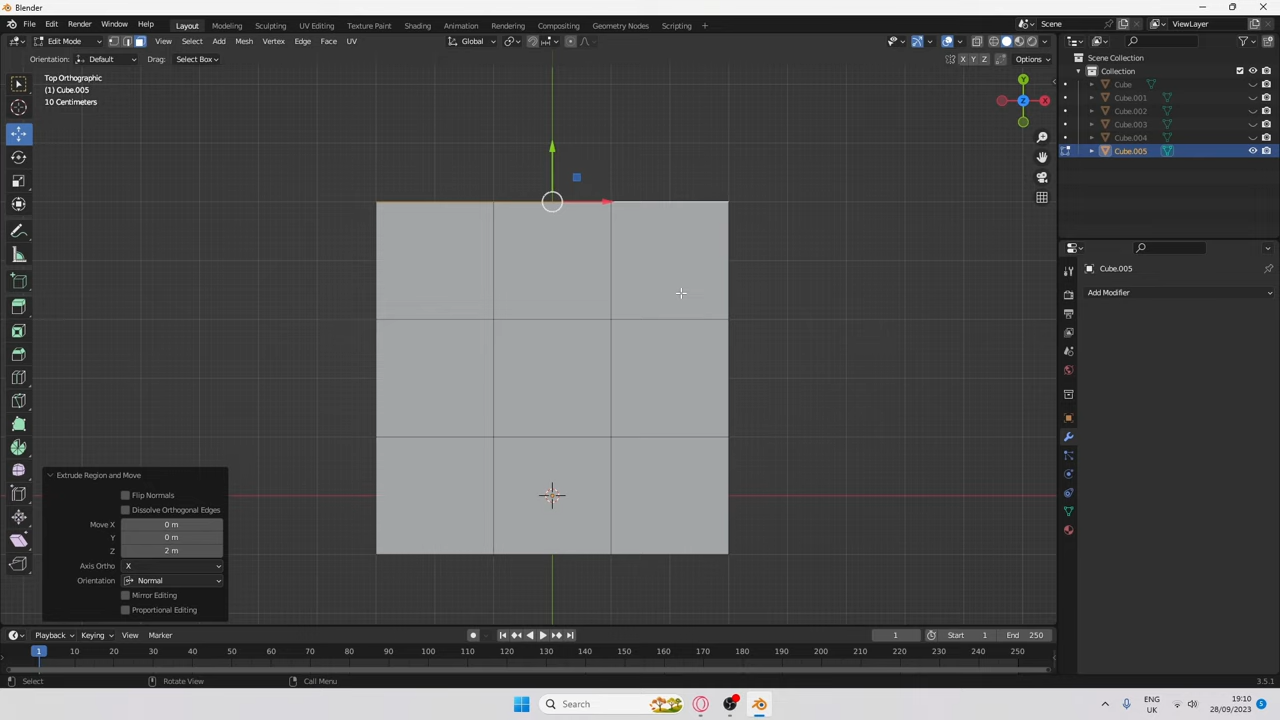 Blender
File Edit Render Window Help Layout Modeling Sculpting UV Editing Texture Paint Shading Animation Rendering Compositing Geometry Nodes Scripting + Scene ViewLayer
Edit Mode View Select Add Mesh Vertex Edge Face UV Global
Orientation: Default Drag: Select Box X Y Z Options
Top Orthographic
(1) Cube.005
10 Centimeters
Y
Z X
Scene Collection
Collection
Cube
Cube.001
Cube.002
Cube.003
Cube.004
Cube.005
Cube.005
Add Modifier
Extrude Region and Move
Flip Normals
Dissolve Orthogonal Edges
Move X 0 m
Y 0 m
Z 2 m
Axis Ortho X
Orientation Normal
Mirror Editing
Proportional Editing
Playback Keying View Marker 1 Start 1 End 250
1 10 20 30 40 50 60 70 80 90 100 110 120 130 140 150 160 170 180 190 200 210 220 230 240 250
Select Rotate View Call Menu 3.5.1
Search ENG UK 19:10 28/09/2023